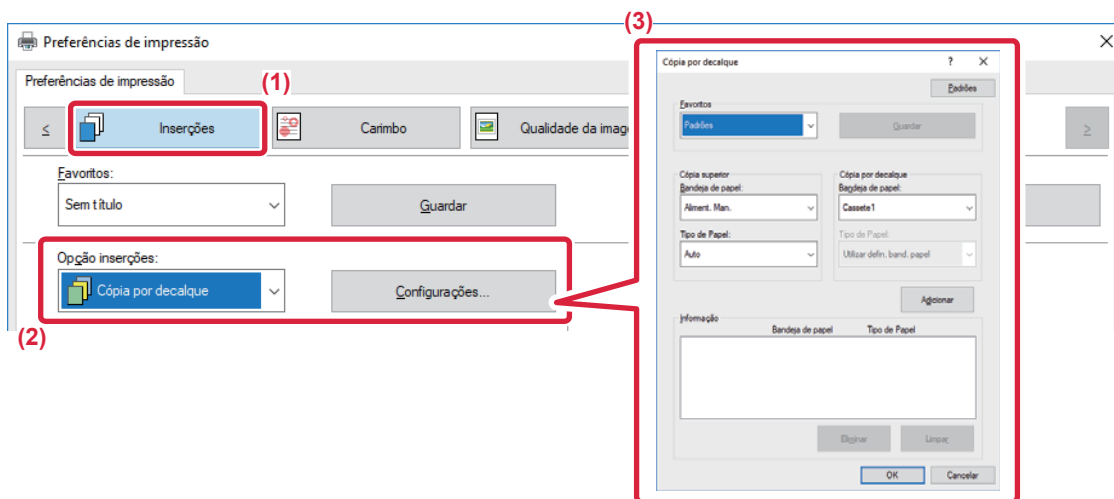 (3)
Preferências de impressão
Preferências de impressão
(1)
≤
Inserções
Carimbo
Qualidade da imag
≥
Favoritos:
Sem título
Guardar
Opção inserções:
Cópia por decalque
Configurações...
(2)
Cópia por decalque
?
Padrões
Favoritos
Padrões
Guardar
Cópia superior
Bandeja de papel:
Aliment. Man.
Tipo de Papel:
Auto
Cópia por decalque
Bandeja de papel:
Cassete1
Tipo de Papel:
Utilizar defin. band. papel
Adicionar
Informação
Bandeja de papel Tipo de Papel
Eliminar
Limpar
OK
Cancelar